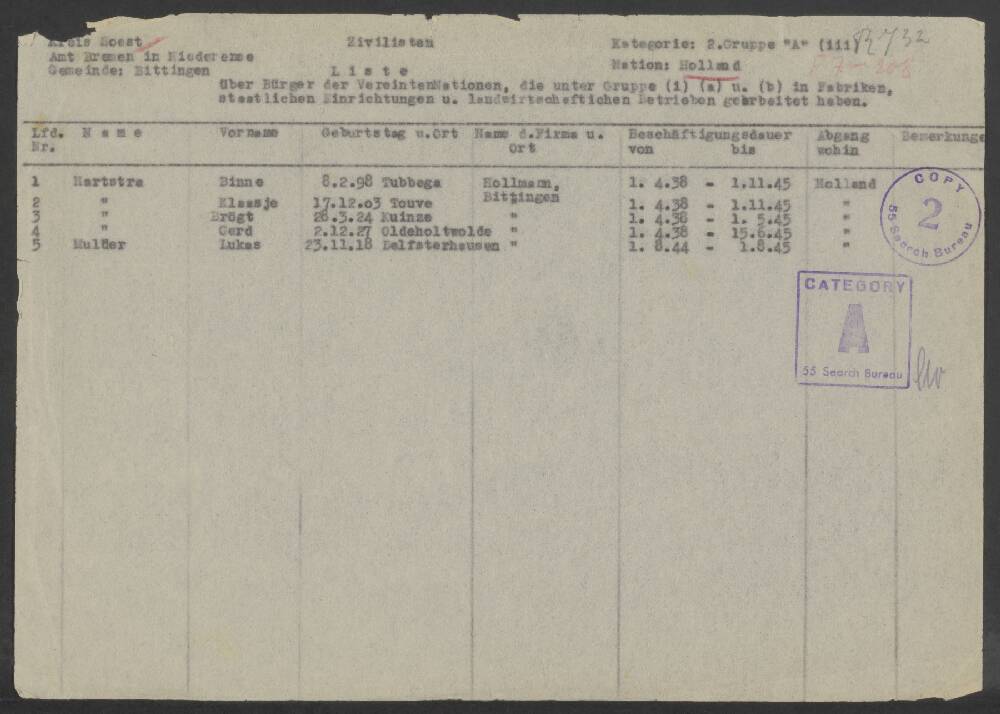 Kreis Soest Zivilisten Kategorie: 2.Gruppe "A" (iii)
Amt Bremen in Niederense
Gemeinde: Bittingen Liste Nation: Holland
über Bürger der VereintenNationen, die unter Gruppe (i) (a) u. (b) in Fabriken,
staatlichen Einrichtungen u. landwirtschaftlichen Betrieben gearbeitet haben.
Lfd. Name Vorname Geburtstag u.Ort Name d.Firma u. Beschäftigungsdauer Abgang Bemerkunge
Nr. Ort von bis wohin
1 Hartstra Binne 8.2.98 Tubbega Hollmann, 1. 4.38 - 1.11.45 Holland
2 " Klaasje 17.12.03 Touve Bittingen 1. 4.38 - 1.11.45 "
3 " Brögt 28.3.24 Kuinze " 1. 4.38 - 1. 5.45 "
4 " Gerd 2.12.27 Oldeholtwolde " 1. 4.38 - 15.6.45 "
5 Mulder Lukas 23.11.18 Delfsterhausen " 1. 8.44 - 1.8.45 "
COPY
2
55 Search Bureau
CATEGORY
A
55 Search Bureau